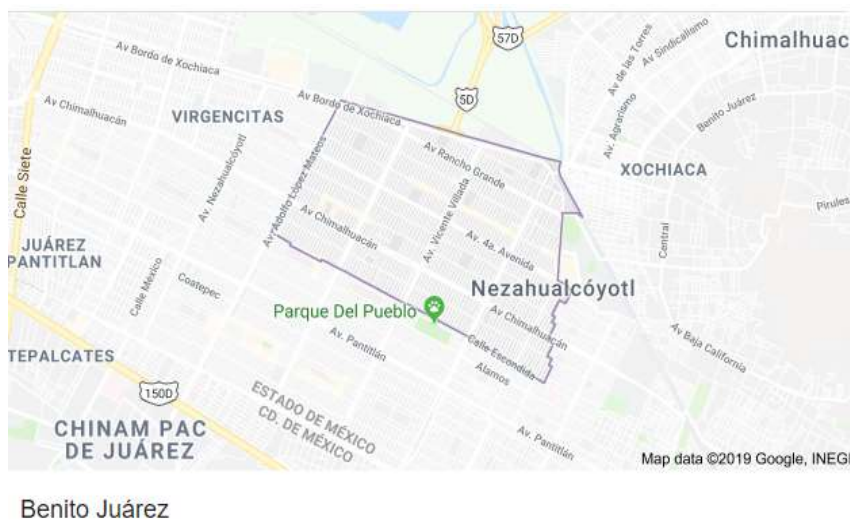 57D
Chimalhuac
Av de las Torres
Av Sindicalismo
Av Bordo de Xochiaca
5D
Av Bordo de Xochiaca
Av Chimalhuacán
VIRGENCITAS
Av. Agrarismo
Benito Juárez
Calle Siete
Av. Nezahualcóyotl
Av. Adolfo López Mateos
Av Rancho Grande
XOCHIACA
Av. Vicente Villada
Pirules
Av Chimalhuacán
Av. 4a. Avenida
Central
JUÁREZ
PANTITLAN
Calle México
Coatepec
Nezahualcóyotl
Parque Del Pueblo
Av Chimalhuacán
Av Baja California
Av. Pantitlán
Calle Escondida
TEPALCATES
Alamos
150D
ESTADO DE MÉXICO
CD. DE MÉXICO
CHINAM PAC
DE JUÁREZ
Av. Pantitlán
Map data ©2019 Google, INEGI
Benito Juárez